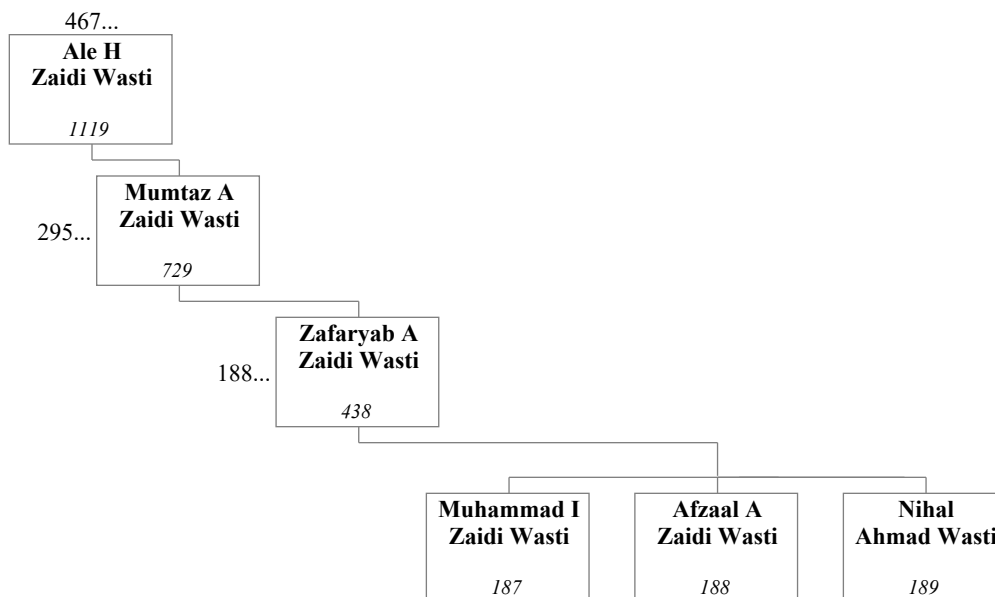 467...
Ale H
Zaidi Wasti
1119
Mumtaz A
Zaidi Wasti
295...
729
Zafaryab A
Zaidi Wasti
188...
438
Muhammad I
Zaidi Wasti
187
Afzaal A
Zaidi Wasti
188
Nihal
Ahmad Wasti
189